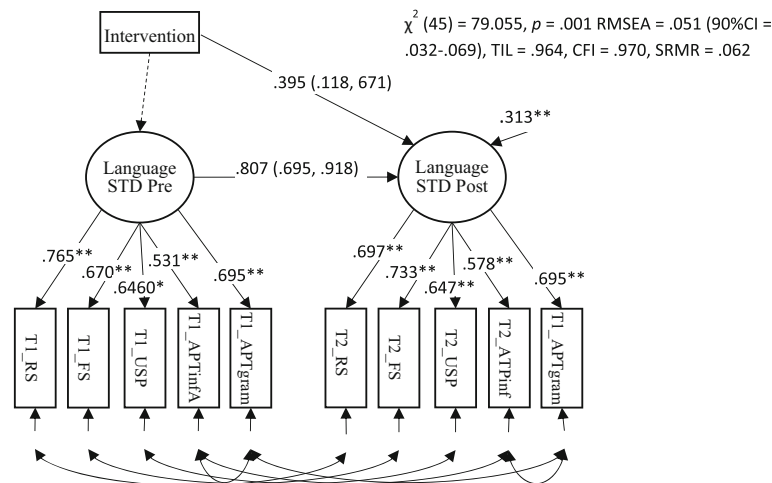 Intervention
χ² (45) = 79.055, p = .001 RMSEA = .051 (90%CI =
.032-.069), TIL = .964, CFI = .970, SRMR = .062
.395 (.118, 671)
.313**
Language
STD Pre
.807 (.695, .918)
Language
STD Post
.765**
.670**
.6460*
.531**
.695**
.697**
.733**
.647**
.578**
.695**
T1_RS
T1_FS
T1_USP
T1_APTinfA
T1_APTgram
T2_RS
T2_FS
T2_USP
T2_ATPinf
T1_APTgram